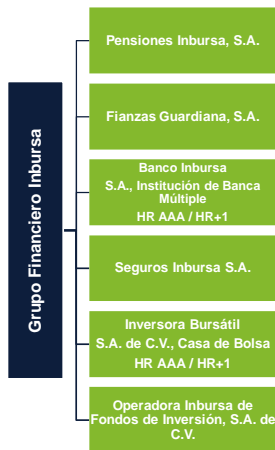 Grupo Financiero Inbursa
Pensiones Inbursa, S.A.
Fianzas Guardiana, S.A.
Banco Inbursa
S.A., Institución de Banca
Múltiple
HR AAA / HR+1
Seguros Inbursa S.A.
Inversora Bursátil
S.A. de C.V., Casa de Bolsa
HR AAA / HR+1
Operadora Inbursa de
Fondos de Inversión, S.A. de
C.V.